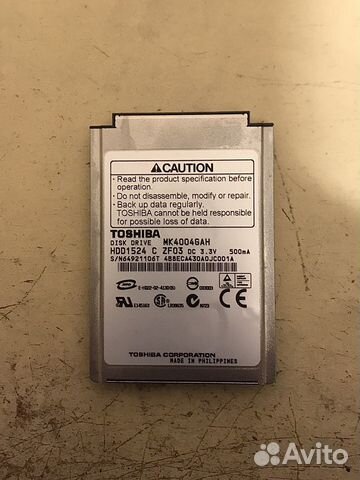 CAUTION
• Read the product specification before
operation.
• Do not disassemble, modify or repair.
• Back up data regularly.
TOSHIBA cannot be held responsible
for possible data loss.
TOSHIBA
DISK DRIVE MK4004GAH
HDD1524 C ZF03 DC 3.3V 500mA
S/N64921106T
TOSHIBA CORPORATION
MADE IN PHILIPPINES
Avito